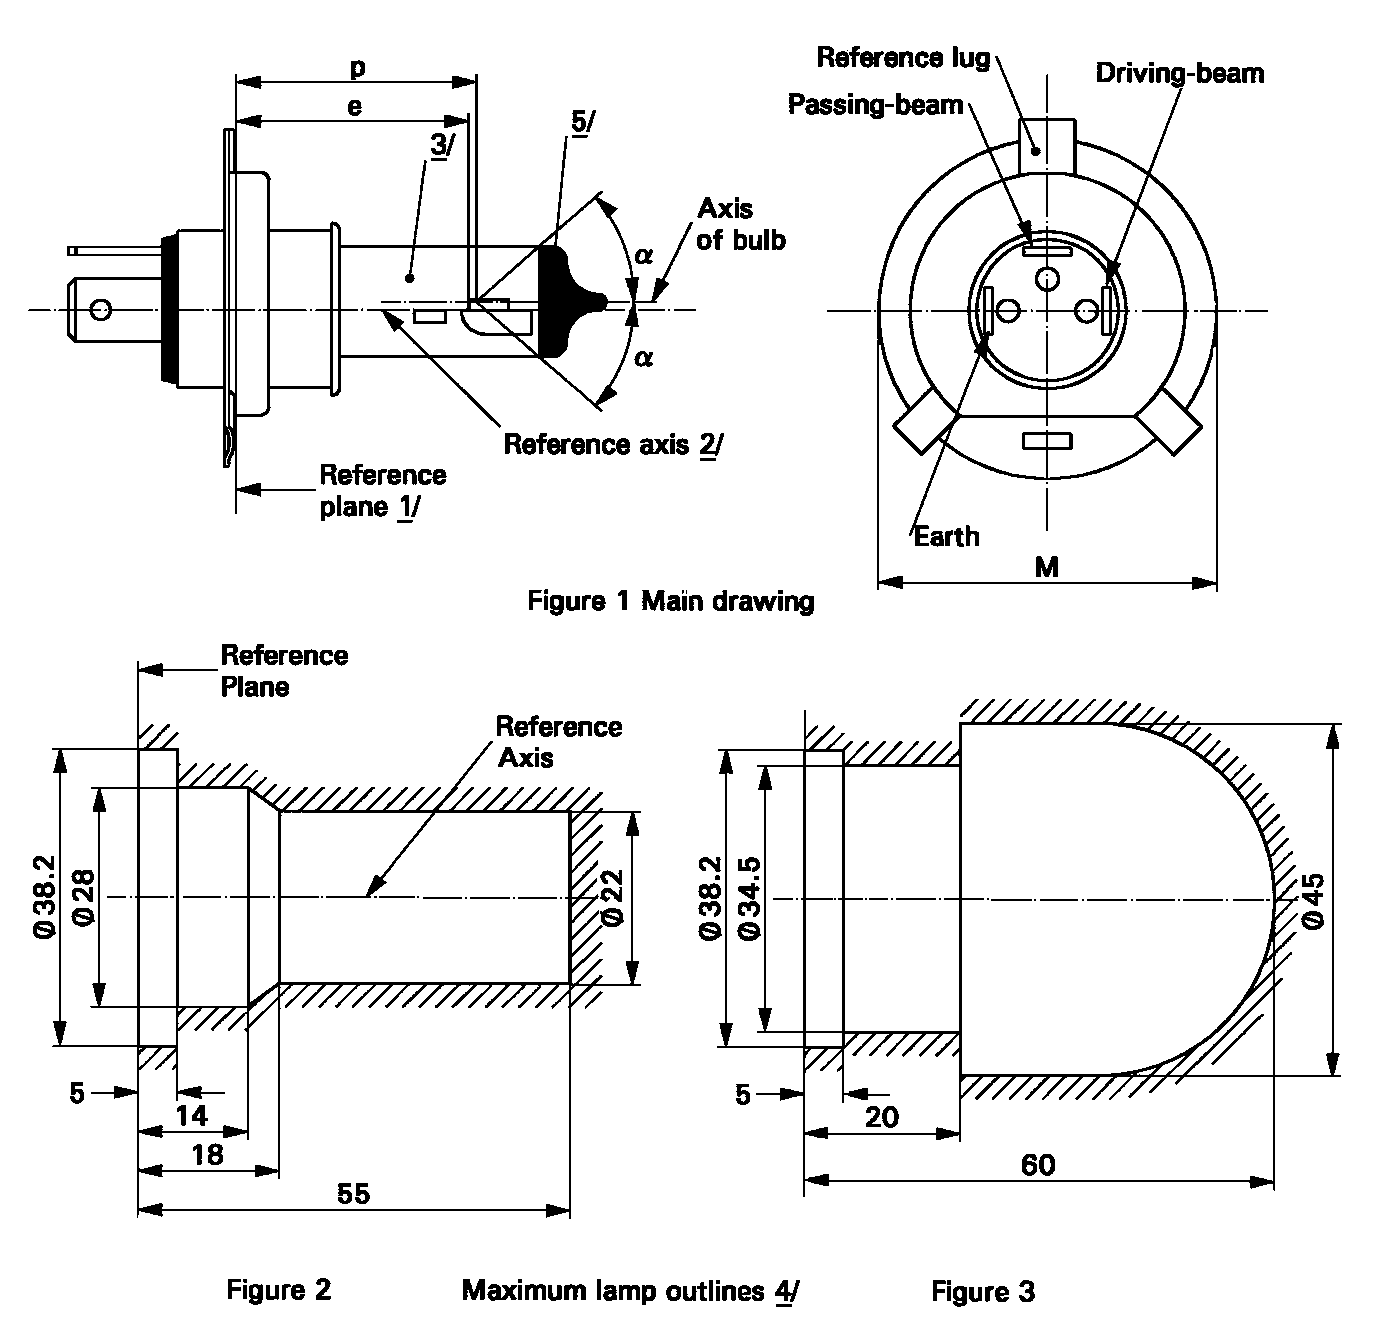 p
e
3/
5/
α
α
Axis
of bulb
Reference axis 2/
Reference
plane 1/
Reference lug
Passing-beam
Driving-beam
Earth
M
Figure 1 Main drawing
Reference
Plane
Reference
Axis
Ø38.2
Ø28
Ø22
5
14
18
55
Ø38.2
Ø34.5
Ø45
5
20
60
Figure 2
Maximum lamp outlines 4/
Figure 3